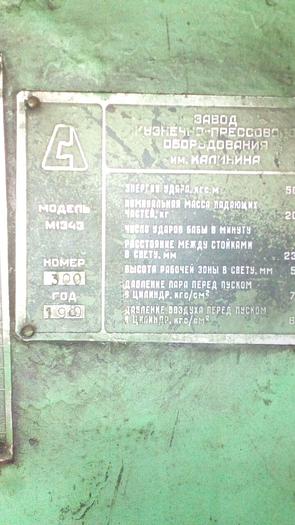 МОДЕЛЬ
М1343
НОМЕР
300
ГОД
ЗАВОД
КУЗНЕЧНО-ПРЕССОВО
ОБОРУДОВАНИЯ
ИМ. КАЛИНИНА
ЭНЕРГИЯ УДАРА, КГС.М
НОМИНАЛЬНАЯ МАССА ПАДАЮЩИХ
ЧАСТЕЙ, КГ
ЧИСЛО УДАРОВ БАБЫ В МИНУТУ
РАССТОЯНИЕ МЕЖДУ СТОЙКАМИ
В СВЕТУ, ММ
ВЫСОТА РАБОЧЕЙ ЗОНЫ В СВЕТУ, ММ
ДАВЛЕНИЕ ПАРА ПЕРЕД ПУСКОМ
В ЦИЛИНДР, КГС/СМ²
ДАВЛЕНИЕ ВОЗДУХА ПЕРЕД ПУСКОМ
В ЦИЛИНДР, КГС/СМ²